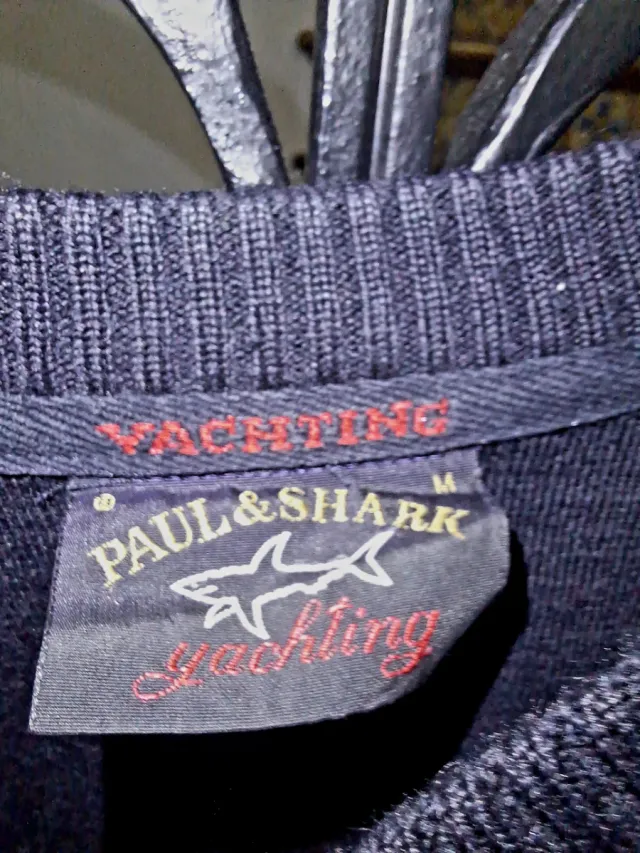 YACHTING
® M
PAUL & SHARK
yachting